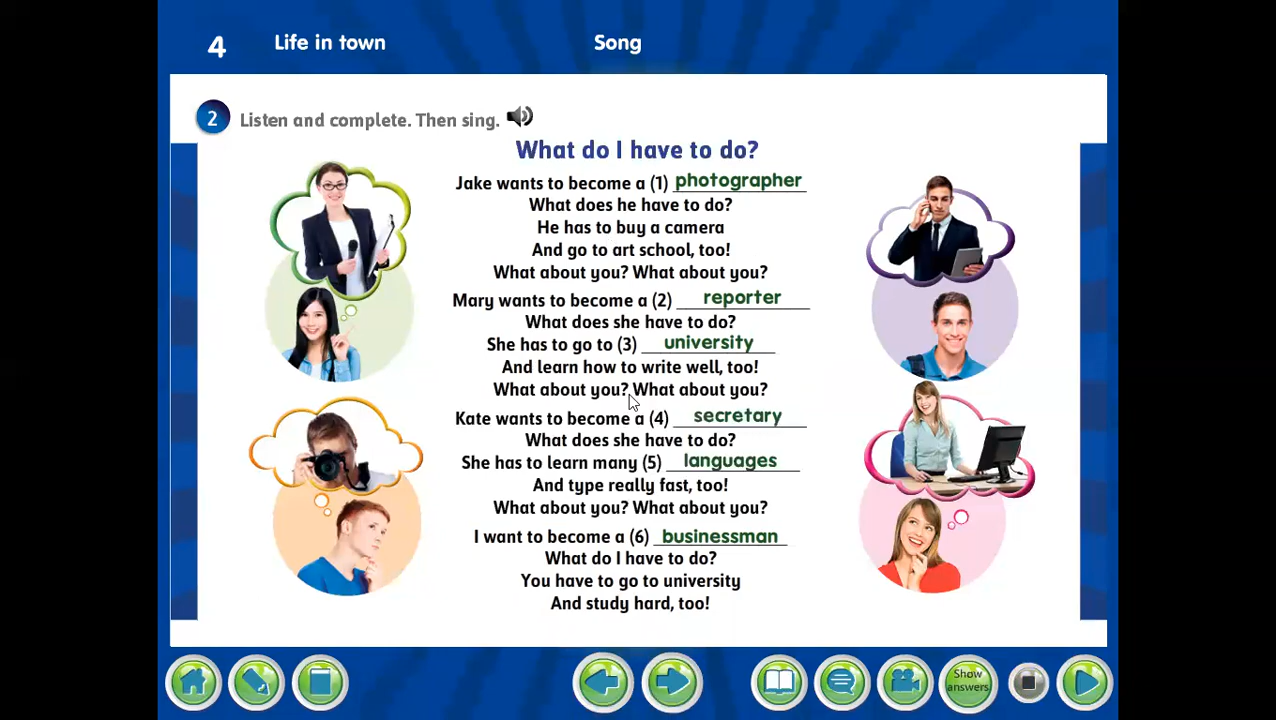 4 Life in town Song
2 Listen and complete. Then sing.
What do I have to do?
Jake wants to become a (1) photographer
What does he have to do?
He has to buy a camera
And go to art school, too!
What about you? What about you?
Mary wants to become a (2) reporter
What does she have to do?
She has to go to (3) university
And learn how to write well, too!
What about you? What about you?
Kate wants to become a (4) secretary
What does she have to do?
She has to learn many (5) languages
And type really fast, too!
What about you? What about you?
I want to become a (6) businessman
What do I have to do?
You have to go to university
And study hard, too!
Show
answers